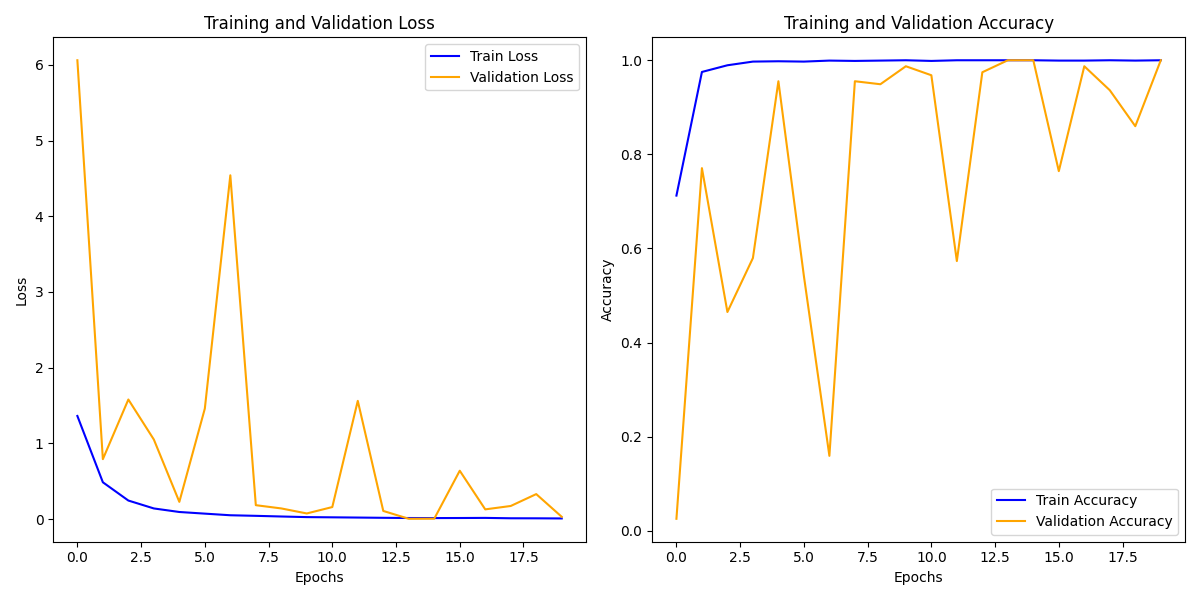 Training and Validation Loss
Train Loss
Validation Loss
6
5
4
3
2
1
0
Loss
0.0 2.5 5.0 7.5 10.0 12.5 15.0 17.5
Epochs
Training and Validation Accuracy
1.0
0.8
0.6
0.4
0.2
0.0
Accuracy
Train Accuracy
Validation Accuracy
0.0 2.5 5.0 7.5 10.0 12.5 15.0 17.5
Epochs